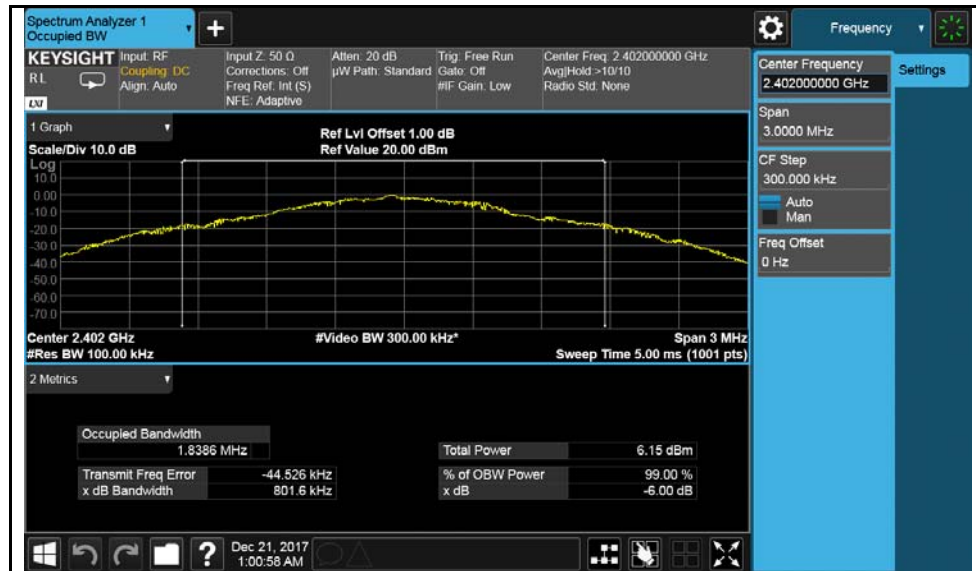 Spectrum Analyzer 1
Occupied BW
+
Frequency
KEYSIGHT
RL
LXI
Input: RF
Coupling: DC
Align: Auto
Input Z: 50 Ω
Corrections: Off
Freq Ref: Int (S)
NFE: Adaptive
Atten: 20 dB
µW Path: Standard
Trig: Free Run
Gate: Off
#IF Gain: Low
Center Freq: 2.402000000 GHz
Avg|Hold:>10/10
Radio Std: None
Center Frequency
2.402000000 GHz
Settings
Span
3.0000 MHz
CF Step
300.000 kHz
Auto
Man
Freq Offset
0 Hz
1 Graph
Scale/Div 10.0 dB
Ref Lvl Offset 1.00 dB
Ref Value 20.00 dBm
Log
10.0
0.00
-10.0
-20.0
-30.0
-40.0
-50.0
-60.0
-70.0
Center 2.402 GHz
#Res BW 100.00 kHz
#Video BW 300.00 kHz*
Span 3 MHz
Sweep Time 5.00 ms (1001 pts)
2 Metrics
Occupied Bandwidth
1.8386 MHz
Total Power 6.15 dBm
Transmit Freq Error -44.526 kHz
% of OBW Power 99.00 %
x dB Bandwidth 801.6 kHz
x dB -6.00 dB
?
Dec 21, 2017
1:00:58 AM